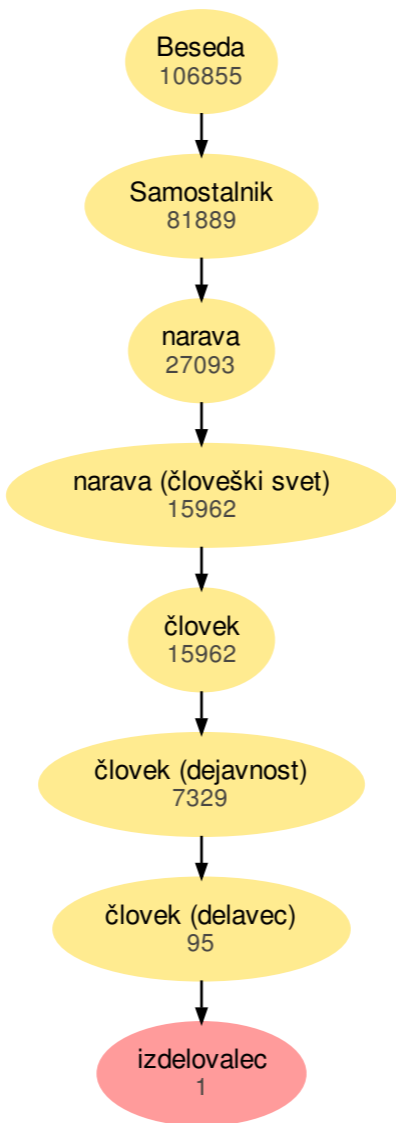 Beseda
106855
Samostalnik
81889
narava
27093
narava (človeški svet)
15962
človek
15962
človek (dejavnost)
7329
človek (delavec)
95
izdelovalec
1